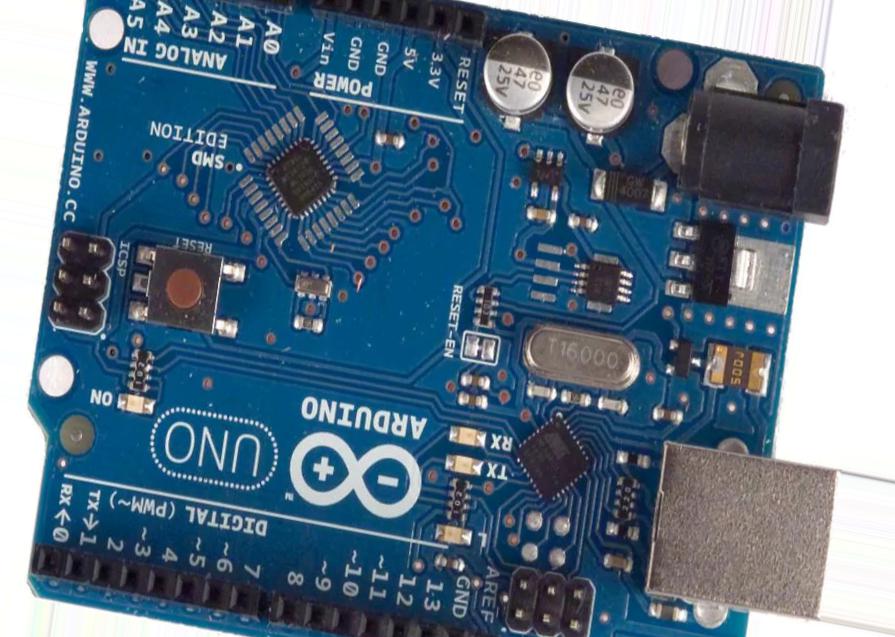 A5
A4
A3
A2
A1
A0
ANALOG IN
Vin
GND
GND
5V
3.3V
RESET
POWER
WWW.ARDUINO.CC
SMD
EDITION
ICSP
RESET
e0
47
25V
e0
47
25V
GW
4007
RESET-EN
T16000
500J
ON
UNO
ARDUINO
RX
TX
L
DIGITAL (PWM~)
RX←0
TX→1
2
~3
4
~5
~6
7
8
~9
~10
~11
12
13
GND
AREF